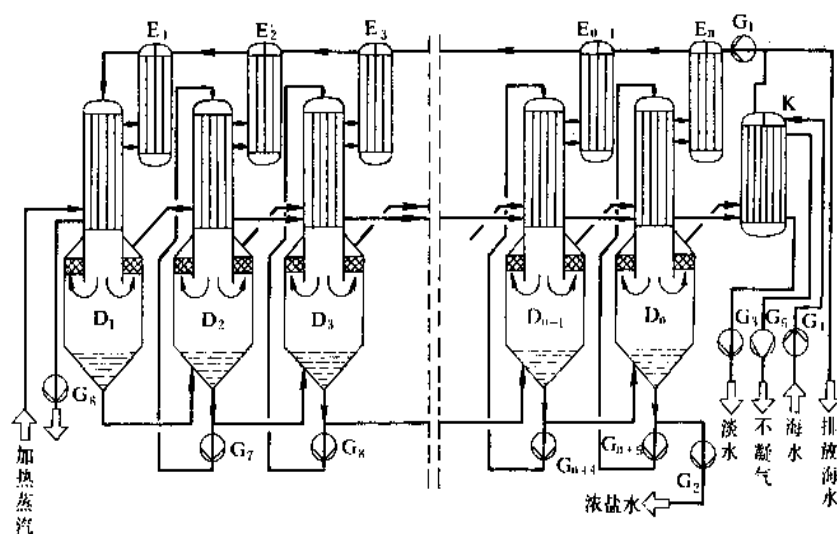 E₁
E₂
E₃
Eₙ₋₁
Eₙ
G₁
K
D₁
D₂
D₃
Dₙ₋₁
Dₙ
G₃
G₅
G₄
G₆
G₇
G₈
Gₙ₊₄
Gₙ₊₅
G₂
加热蒸汽
淡水
不凝气
海水
排放海水
浓盐水